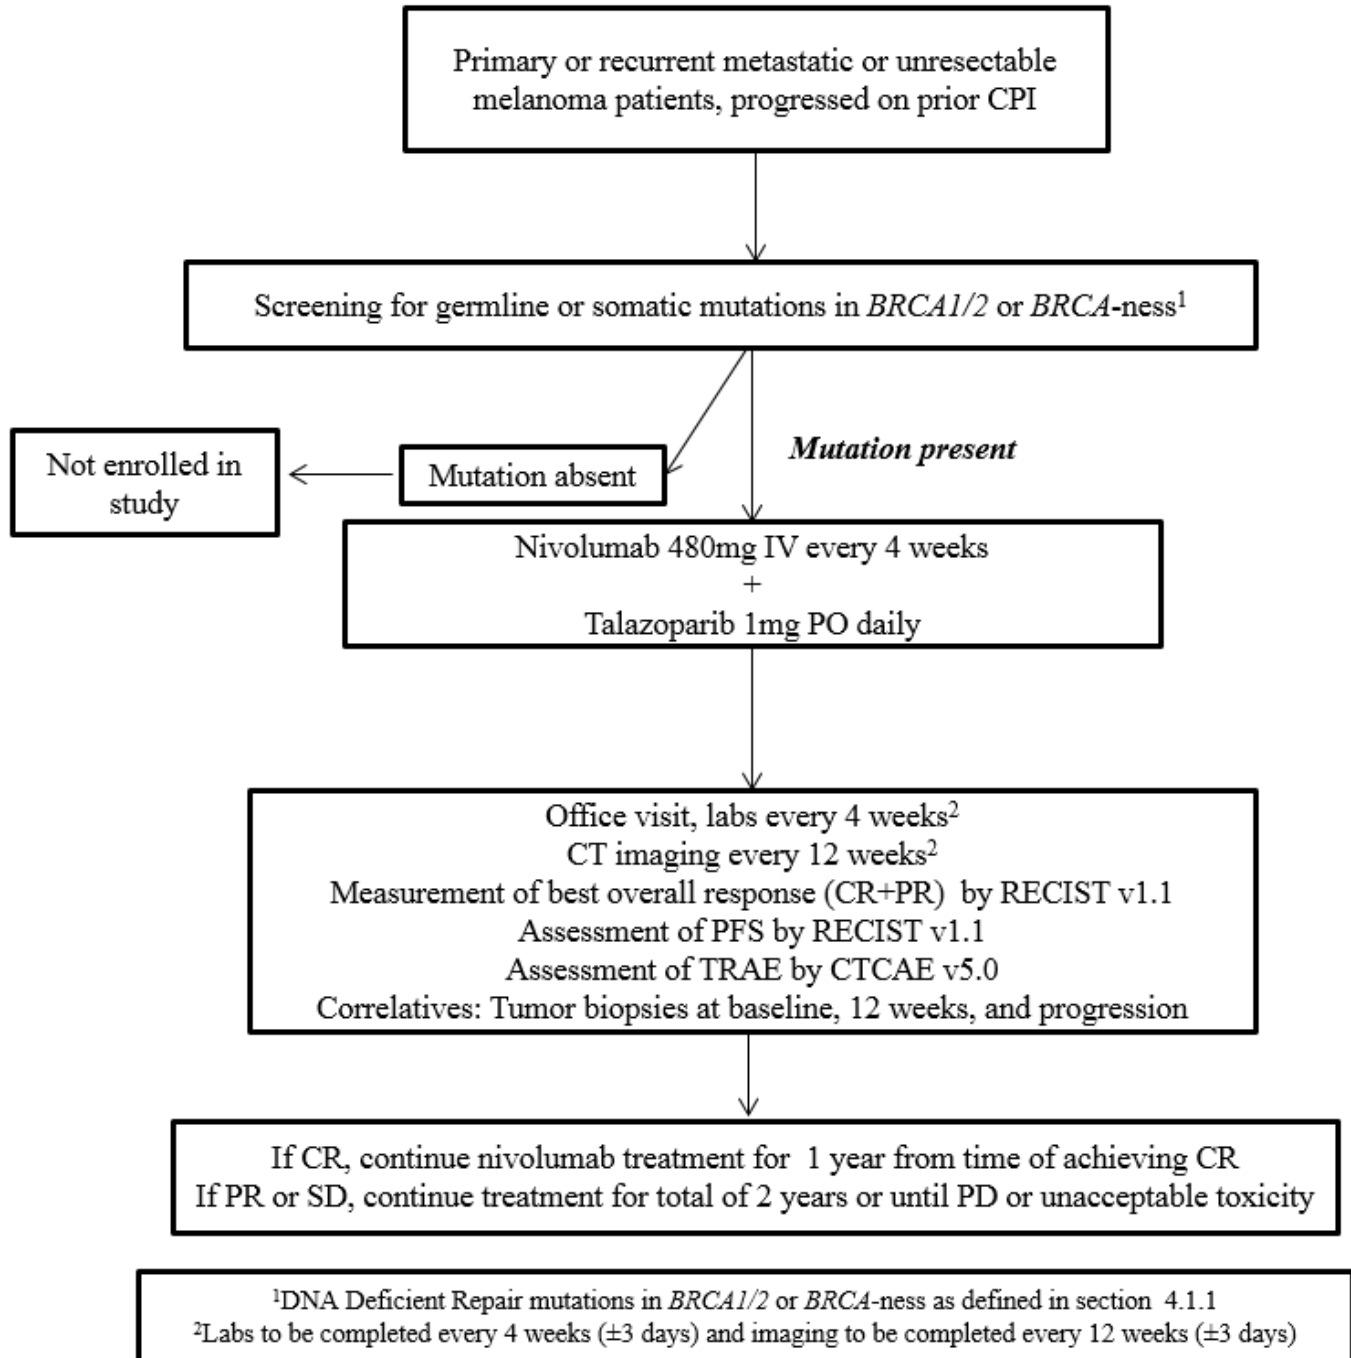 Primary or recurrent metastatic or unresectable
melanoma patients, progressed on prior CPI
Screening for germline or somatic mutations in BRCA1/2 or BRCA-ness¹
Mutation present
Mutation absent
Not enrolled in
study
Nivolumab 480mg IV every 4 weeks
+
Talazoparib 1mg PO daily
Office visit, labs every 4 weeks²
CT imaging every 12 weeks²
Measurement of best overall response (CR+PR) by RECIST v1.1
Assessment of PFS by RECIST v1.1
Assessment of TRAE by CTCAE v5.0
Correlatives: Tumor biopsies at baseline, 12 weeks, and progression
If CR, continue nivolumab treatment for 1 year from time of achieving CR
If PR or SD, continue treatment for total of 2 years or until PD or unacceptable toxicity
¹DNA Deficient Repair mutations in BRCA1/2 or BRCA-ness as defined in section 4.1.1
²Labs to be completed every 4 weeks (±3 days) and imaging to be completed every 12 weeks (±3 days)